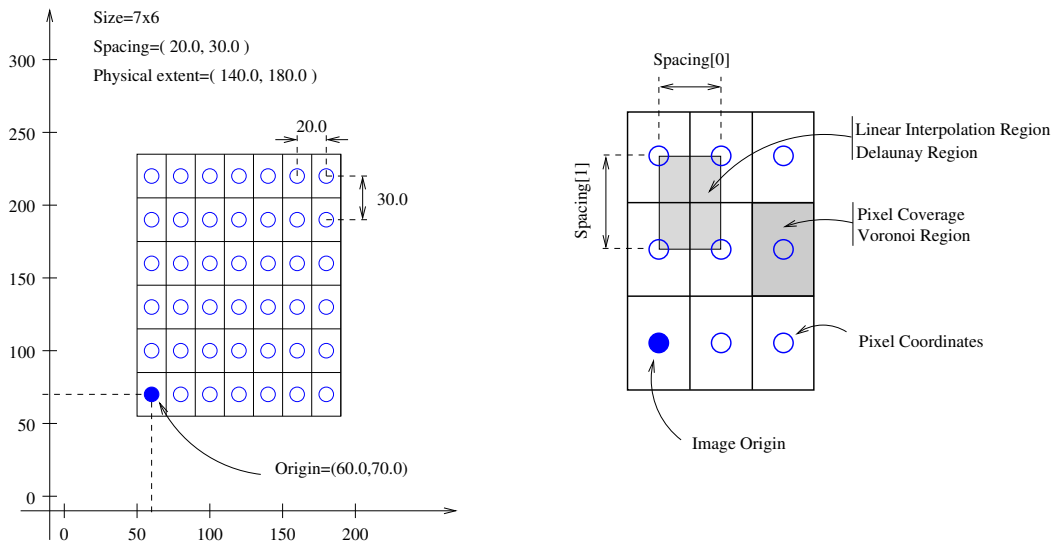 Size=7x6
Spacing=( 20.0, 30.0 )
Physical extent=( 140.0, 180.0 )
300
250
200
150
100
50
0
0
50
100
150
200
20.0
30.0
Origin=(60.0,70.0)
Spacing[0]
Spacing[1]
Linear Interpolation Region
Delaunay Region
Pixel Coverage
Voronoi Region
Pixel Coordinates
Image Origin